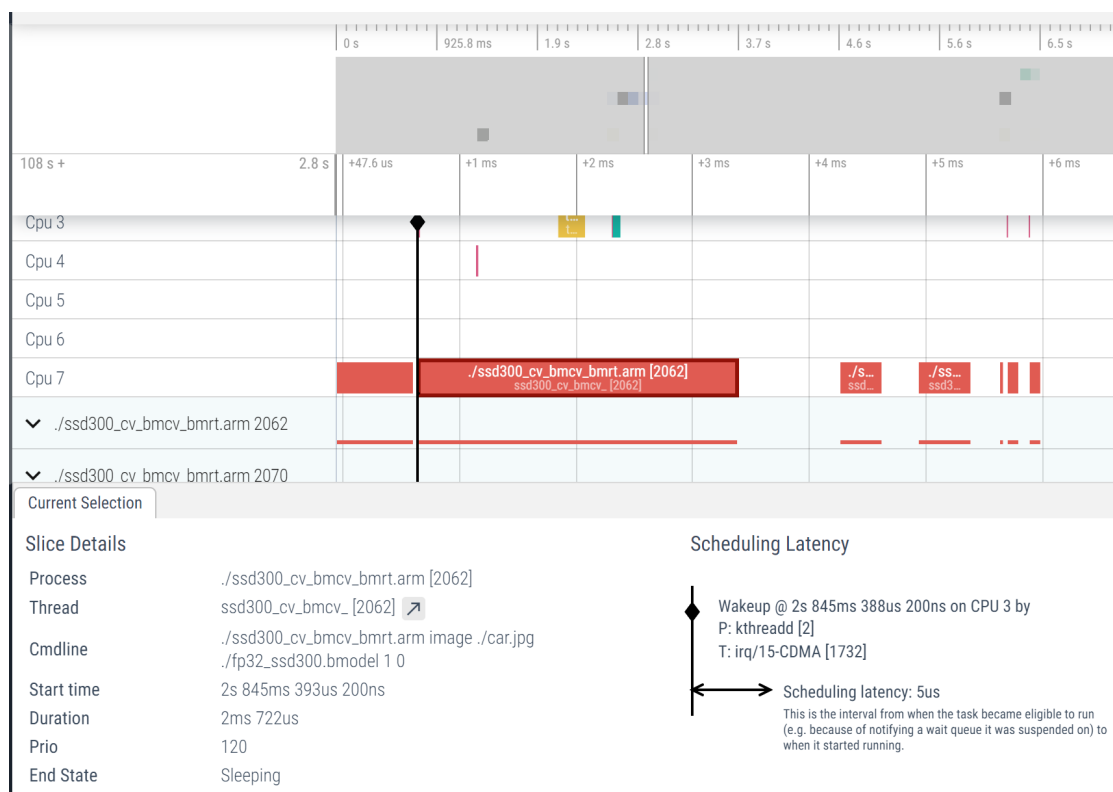 0 s 925.8 ms 1.9 s 2.8 s 3.7 s 4.6 s 5.6 s 6.5 s
108 s + 2.8 s +47.6 us +1 ms +2 ms +3 ms +4 ms +5 ms +6 ms
Cpu 3 t...
t...
Cpu 4
Cpu 5
Cpu 6
Cpu 7 ./ssd300_cv_bmcv_bmrt.arm [2062] ./s... ./ss...
ssd300_cv_bmcv_ [2062] ssd... ssd3...
./ssd300_cv_bmcv_bmrt.arm 2062
./ssd300_cv_bmcv_bmrt.arm 2070
Current Selection
Slice Details
Process ./ssd300_cv_bmcv_bmrt.arm [2062]
Thread ssd300_cv_bmcv_ [2062]
Cmdline ./ssd300_cv_bmcv_bmrt.arm image ./car.jpg
./fp32_ssd300.bmodel 1 0
Start time 2s 845ms 393us 200ns
Duration 2ms 722us
Prio 120
End State Sleeping
Scheduling Latency
Wakeup @ 2s 845ms 388us 200ns on CPU 3 by
P: kthreadd [2]
T: irq/15-CDMA [1732]
Scheduling latency: 5us
This is the interval from when the task became eligible to run
(e.g. because of notifying a wait queue it was suspended on) to
when it started running.